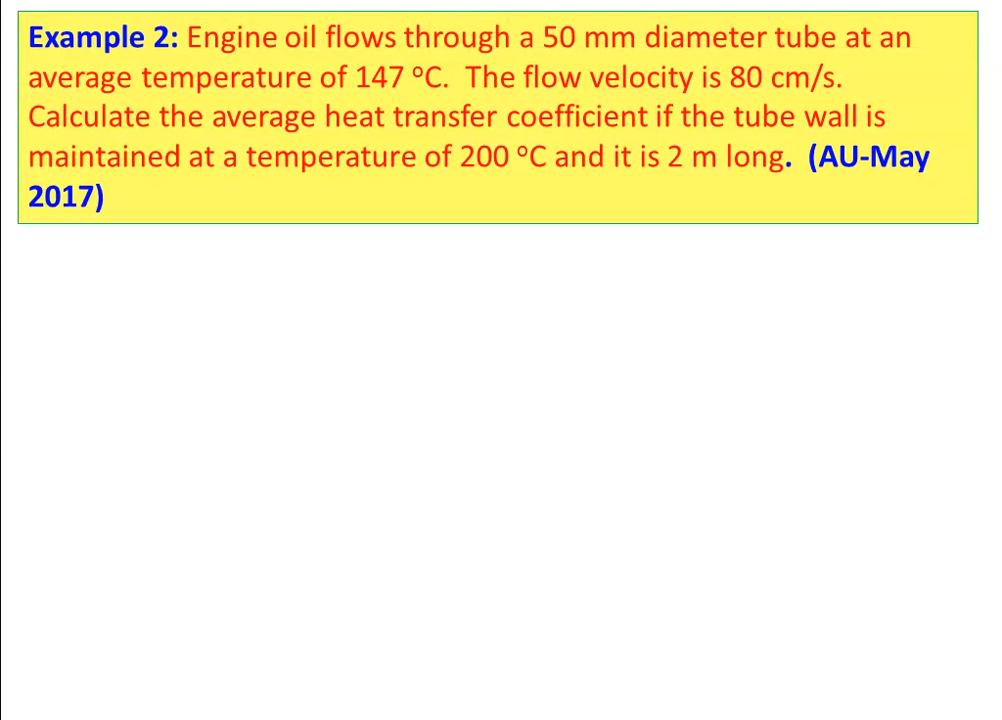 Example 2: Engine oil flows through a 50 mm diameter tube at an
average temperature of 147 °C. The flow velocity is 80 cm/s.
Calculate the average heat transfer coefficient if the tube wall is
maintained at a temperature of 200 °C and it is 2 m long. (AU-May
2017)